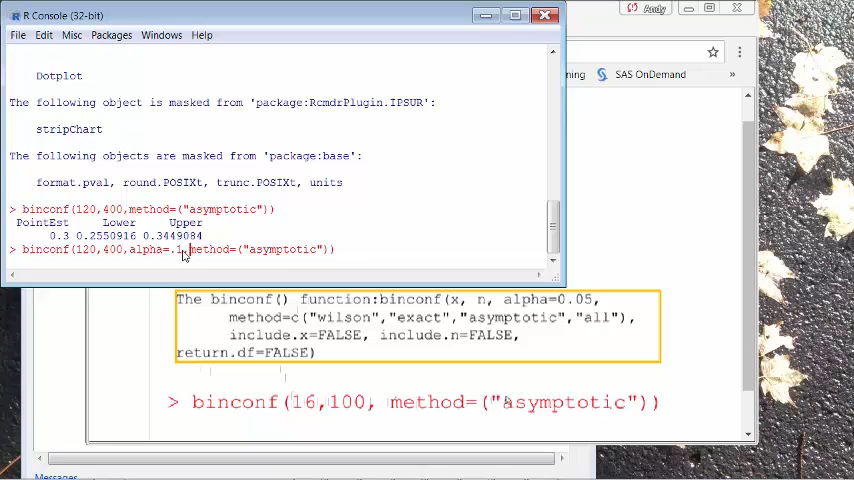 R Console (32-bit)
Andy
File Edit Misc Packages Windows Help
Dotplot
ning SAS OnDemand »
The following object is masked from 'package:RcmdrPlugin.IPSUR':
stripChart
The following objects are masked from 'package:base':
format.pval, round.POSIXt, trunc.POSIXt, units
> binconf(120,400,method=("asymptotic"))
PointEst Lower Upper
0.3 0.2550916 0.3449084
> binconf(120,400,alpha=.1,method=("asymptotic"))
The binconf() function:binconf(x, n, alpha=0.05,
method=c("wilson","exact","asymptotic","all"),
include.x=FALSE, include.n=FALSE,
return.df=FALSE)
> binconf(16,100, method=("asymptotic"))
Messages